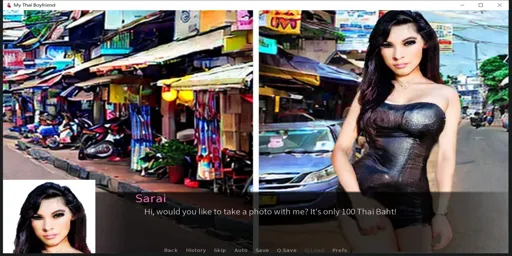 My Thai Boyfriend
Sarai
Hi, would you like to take a photo with me? It's only 100 Thai Baht!
Back History Skip Auto Save Q.Save Q.Load Prefs